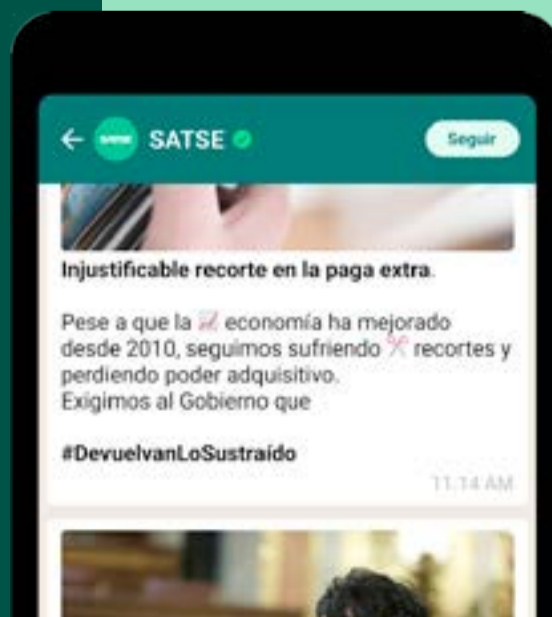 SATSE
Seguir
Injustificable recorte en la paga extra.
Pese a que la 📈 economía ha mejorado
desde 2010, seguimos sufriendo ✂️ recortes y
perdiendo poder adquisitivo.
Exigimos al Gobierno que
#DevuelvanLoSustraído
11:14 AM